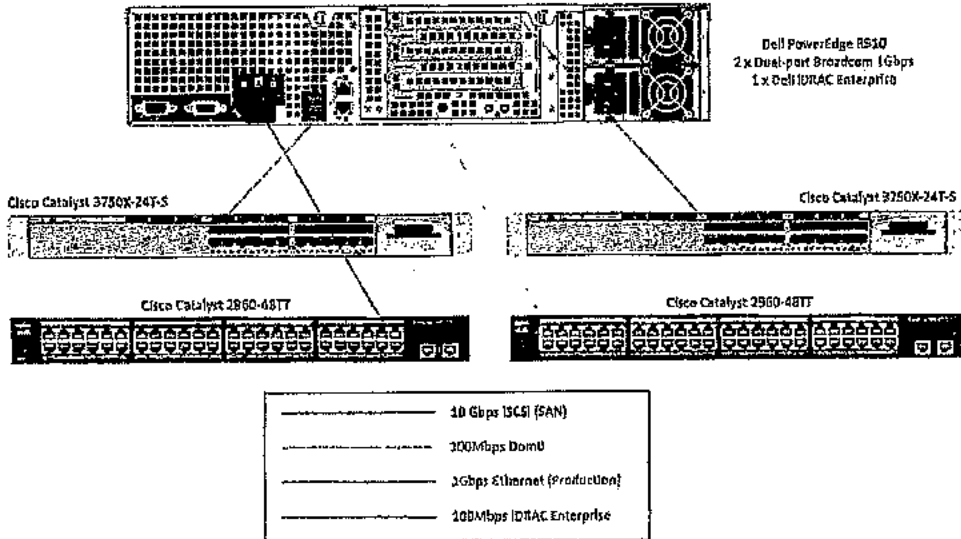 Dell PowerEdge R510
2 x Dual-port Broadcom 1Gbps
1 x Dell iDRAC Enterprise
Cisco Catalyst 3750X-24T-S
Cisco Catalyst 3750X-24T-S
Cisco Catalyst 2960-48TT
Cisco Catalyst 2960-48TT
10 Gbps iSCSI (SAN)
100Mbps Dom0
1Gbps Ethernet (Production)
100Mbps iDRAC Enterprise